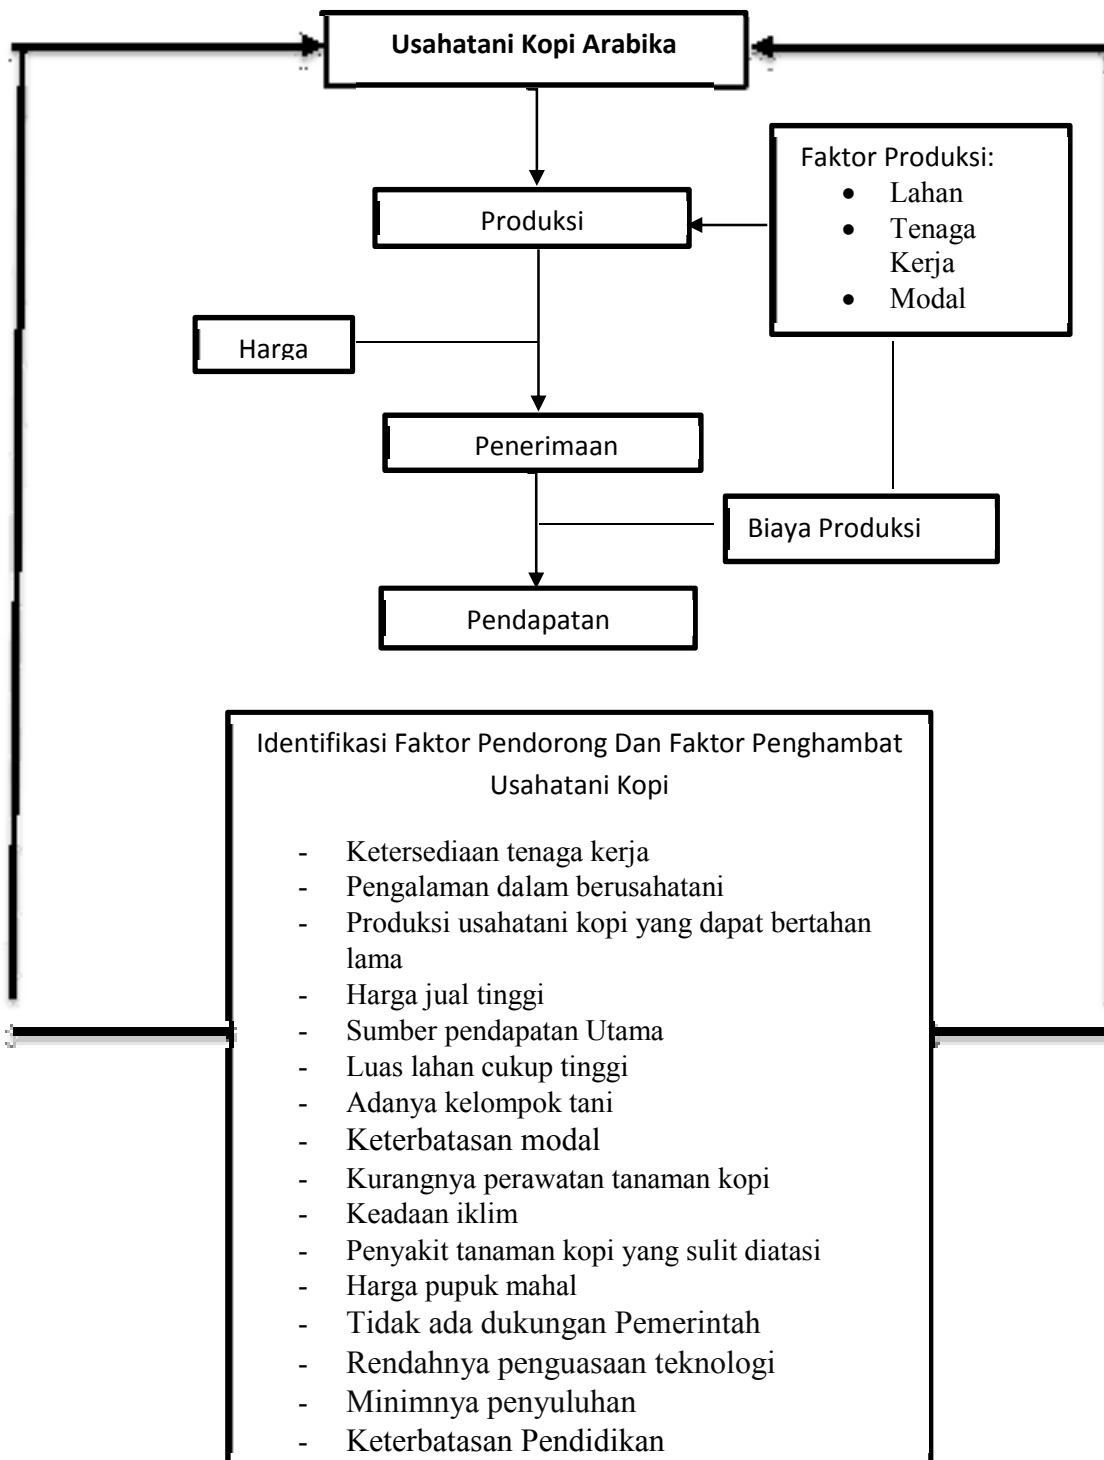 Usahatani Kopi Arabika
Faktor Produksi:
• Lahan
• Tenaga
Kerja
• Modal
Produksi
Harga
Penerimaan
Biaya Produksi
Pendapatan
Identifikasi Faktor Pendorong Dan Faktor Penghambat
Usahatani Kopi
- Ketersediaan tenaga kerja
- Pengalaman dalam berusahatani
- Produksi usahatani kopi yang dapat bertahan
lama
- Harga jual tinggi
- Sumber pendapatan Utama
- Luas lahan cukup tinggi
- Adanya kelompok tani
- Keterbatasan modal
- Kurangnya perawatan tanaman kopi
- Keadaan iklim
- Penyakit tanaman kopi yang sulit diatasi
- Harga pupuk mahal
- Tidak ada dukungan Pemerintah
- Rendahnya penguasaan teknologi
- Minimnya penyuluhan
- Keterbatasan Pendidikan